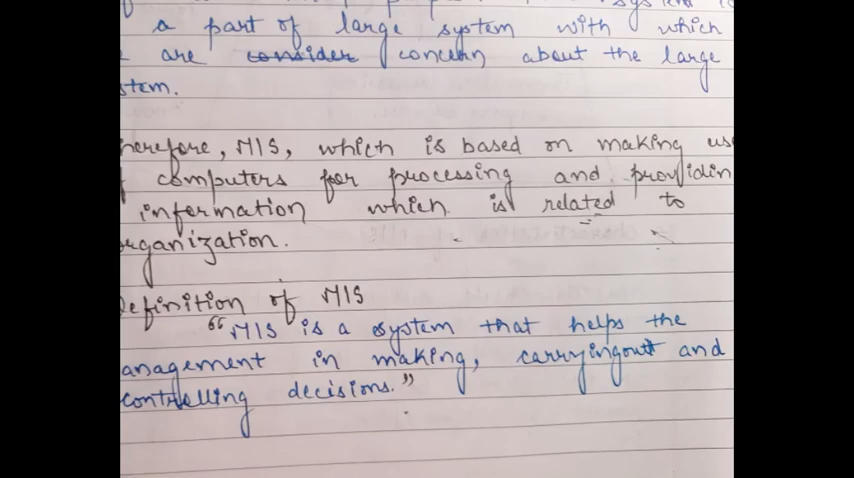 a part of large system with which
are consider concern about the large
stem.
herefore, MIS, which is based on making us
computers for processing and providin
information which is related to
organization.
Definition of MIS
“MIS is a system that helps the
anagement in making, carryingout and
controlling decisions.”